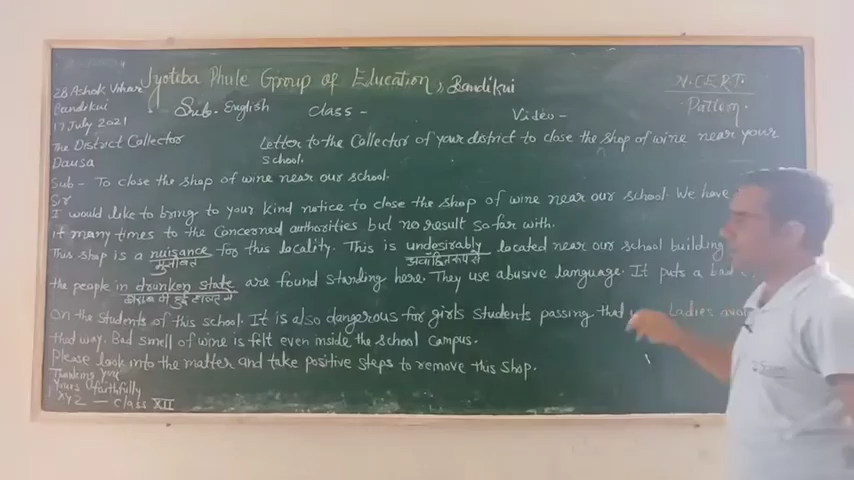 Jyotiba Phule Group of Education, Bandikui
N.C.E.R.T.
Pattern.
Sub. English
Class -
Video -
28 Ashok Vihar
Bandikui
17 July 2021
The District Collector
Dausa
Letter to the Collector of your district to close the shop of wine near your
school.
Sub - To close the shop of wine near our school.
Sir
I would like to bring to your kind notice to close the shop of wine near our school. We have
it many times to the concerned authorities but no result so far with.
This shop is a nuisance for this locality. This is undesirably located near our school building
मुसीबत
अवांछित रूप से
the people in drunken state are found standing here. They use abusive language. It puts a bad
शराब पी हुई हालत में
on the students of this school. It is also dangerous for girls students passing that Ladies avoid
that way. Bad smell of wine is felt even inside the school campus.
Please look into the matter and take positive steps to remove this shop.
Thanking you
Yours faithfully
XYZ - Class XII